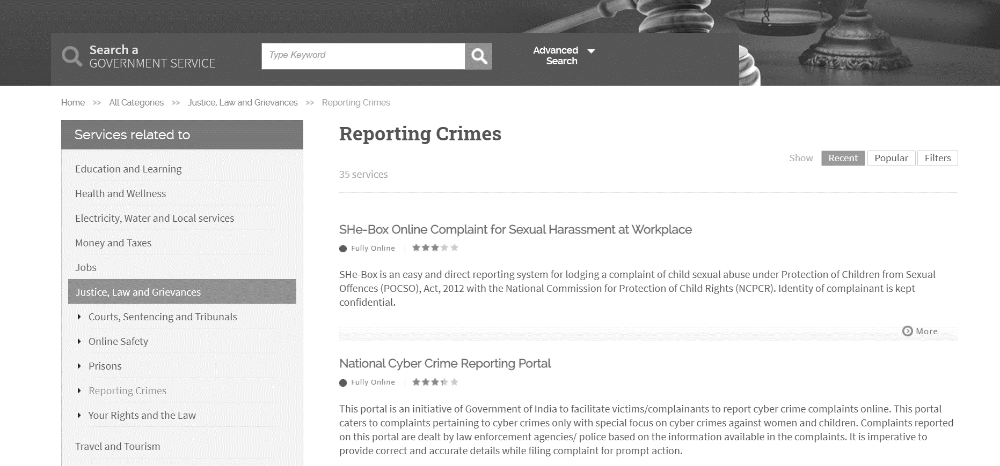 Search a
GOVERNMENT SERVICE
Type Keyword
Advanced
Search
Home >> All Categories >> Justice, Law and Grievances >> Reporting Crimes
Services related to
Education and Learning
Health and Wellness
Electricity, Water and Local services
Money and Taxes
Jobs
Justice, Law and Grievances
Courts, Sentencing and Tribunals
Online Safety
Prisons
Reporting Crimes
Your Rights and the Law
Travel and Tourism
Reporting Crimes
Show Recent Popular Filters
35 services
SHe-Box Online Complaint for Sexual Harassment at Workplace
Fully Online
SHe-Box is an easy and direct reporting system for lodging a complaint of child sexual abuse under Protection of Children from Sexual
Offences (POCSO), Act, 2012 with the National Commission for Protection of Child Rights (NCPCR). Identity of complainant is kept
confidential.
More
National Cyber Crime Reporting Portal
Fully Online
This portal is an initiative of Government of India to facilitate victims/complainants to report cyber crime complaints online. This portal
caters to complaints pertaining to cyber crimes only with special focus on cyber crimes against women and children. Complaints reported
on this portal are dealt by law enforcement agencies/ police based on the information available in the complaints. It is imperative to
provide correct and accurate details while filing complaint for prompt action.